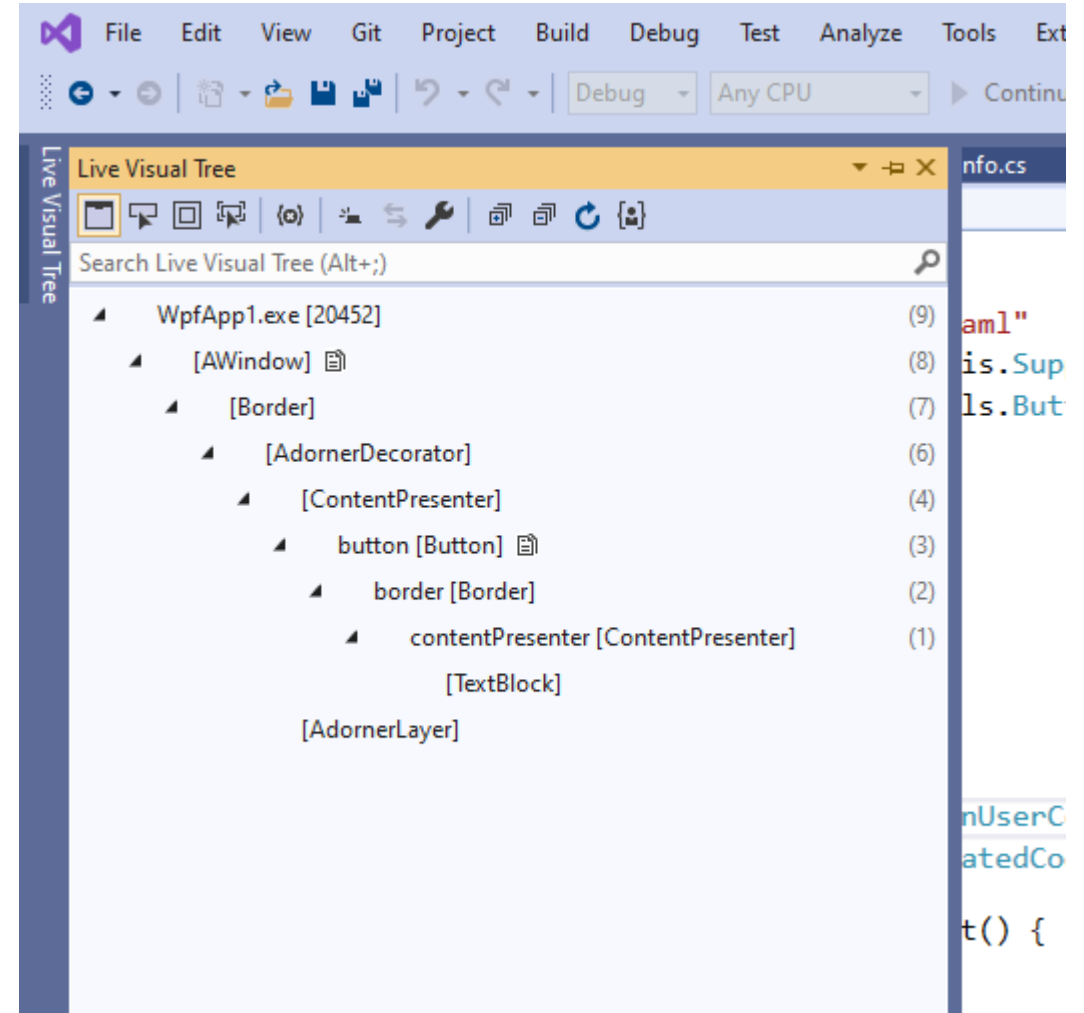 File Edit View Git Project Build Debug Test Analyze Tools Ext
Debug Any CPU Continu
Live Visual Tree
Live Visual Tree
nfo.cs
Search Live Visual Tree (Alt+;)
WpfApp1.exe [20452] (9)
[AWindow] (8)
[Border] (7)
[AdornerDecorator] (6)
[ContentPresenter] (4)
button [Button] (3)
border [Border] (2)
contentPresenter [ContentPresenter] (1)
[TextBlock]
[AdornerLayer]
aml"
is.Sup
ls.But
nUserC
atedCo
t() {